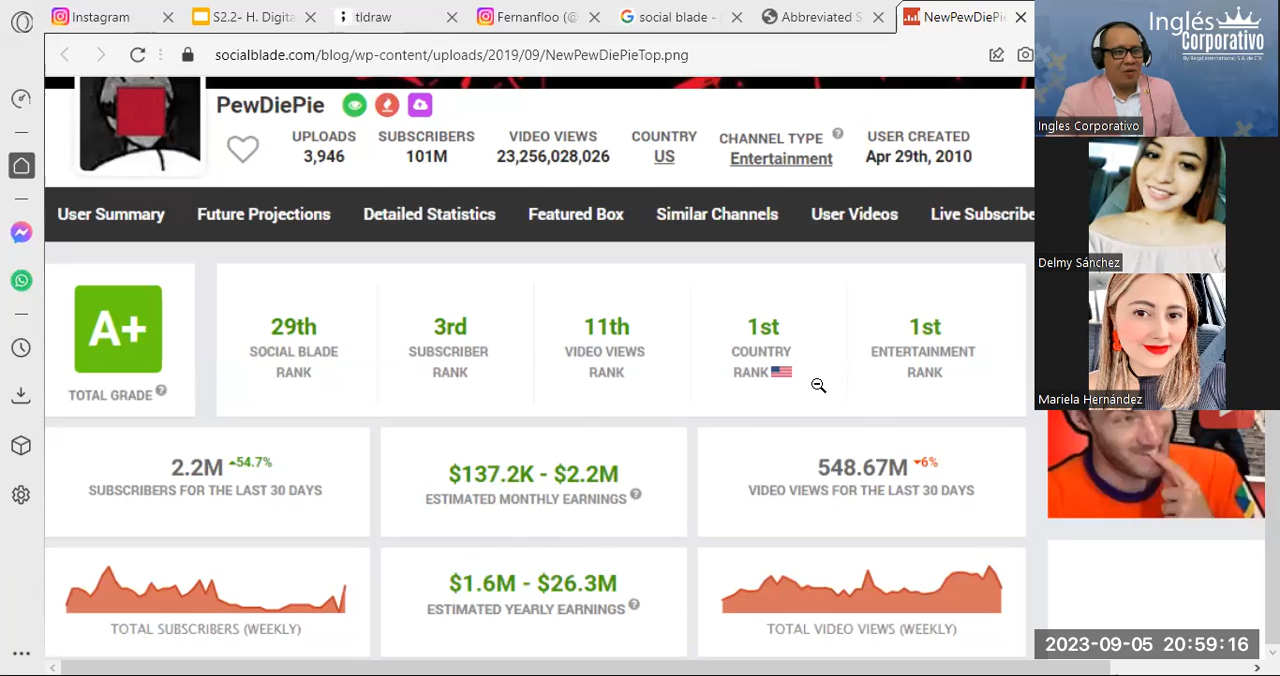 Instagram
S2.2- H. Digita
tldraw
Fernanfloo (@
social blade -
Abbreviated S
NewPewDiePi
socialblade.com/blog/wp-content/uploads/2019/09/NewPewDiePieTop.png
PewDiePie
UPLOADS
3,946
SUBSCRIBERS
101M
VIDEO VIEWS
23,256,028,026
COUNTRY
US
CHANNEL TYPE
Entertainment
USER CREATED
Apr 29th, 2010
User Summary
Future Projections
Detailed Statistics
Featured Box
Similar Channels
User Videos
Live Subscribe
A+
TOTAL GRADE
29th
SOCIAL BLADE
RANK
3rd
SUBSCRIBER
RANK
11th
VIDEO VIEWS
RANK
1st
COUNTRY
RANK
1st
ENTERTAINMENT
RANK
2.2M 54.7%
SUBSCRIBERS FOR THE LAST 30 DAYS
$137.2K - $2.2M
ESTIMATED MONTHLY EARNINGS
548.67M 6%
VIDEO VIEWS FOR THE LAST 30 DAYS
TOTAL SUBSCRIBERS (WEEKLY)
$1.6M - $26.3M
ESTIMATED YEARLY EARNINGS
TOTAL VIDEO VIEWS (WEEKLY)
Inglés
Corporativo
By Regal International, S.A. de C.V.
Ingles Corporativo
Delmy Sánchez
Mariela Hernández
2023-09-05 20:59:16